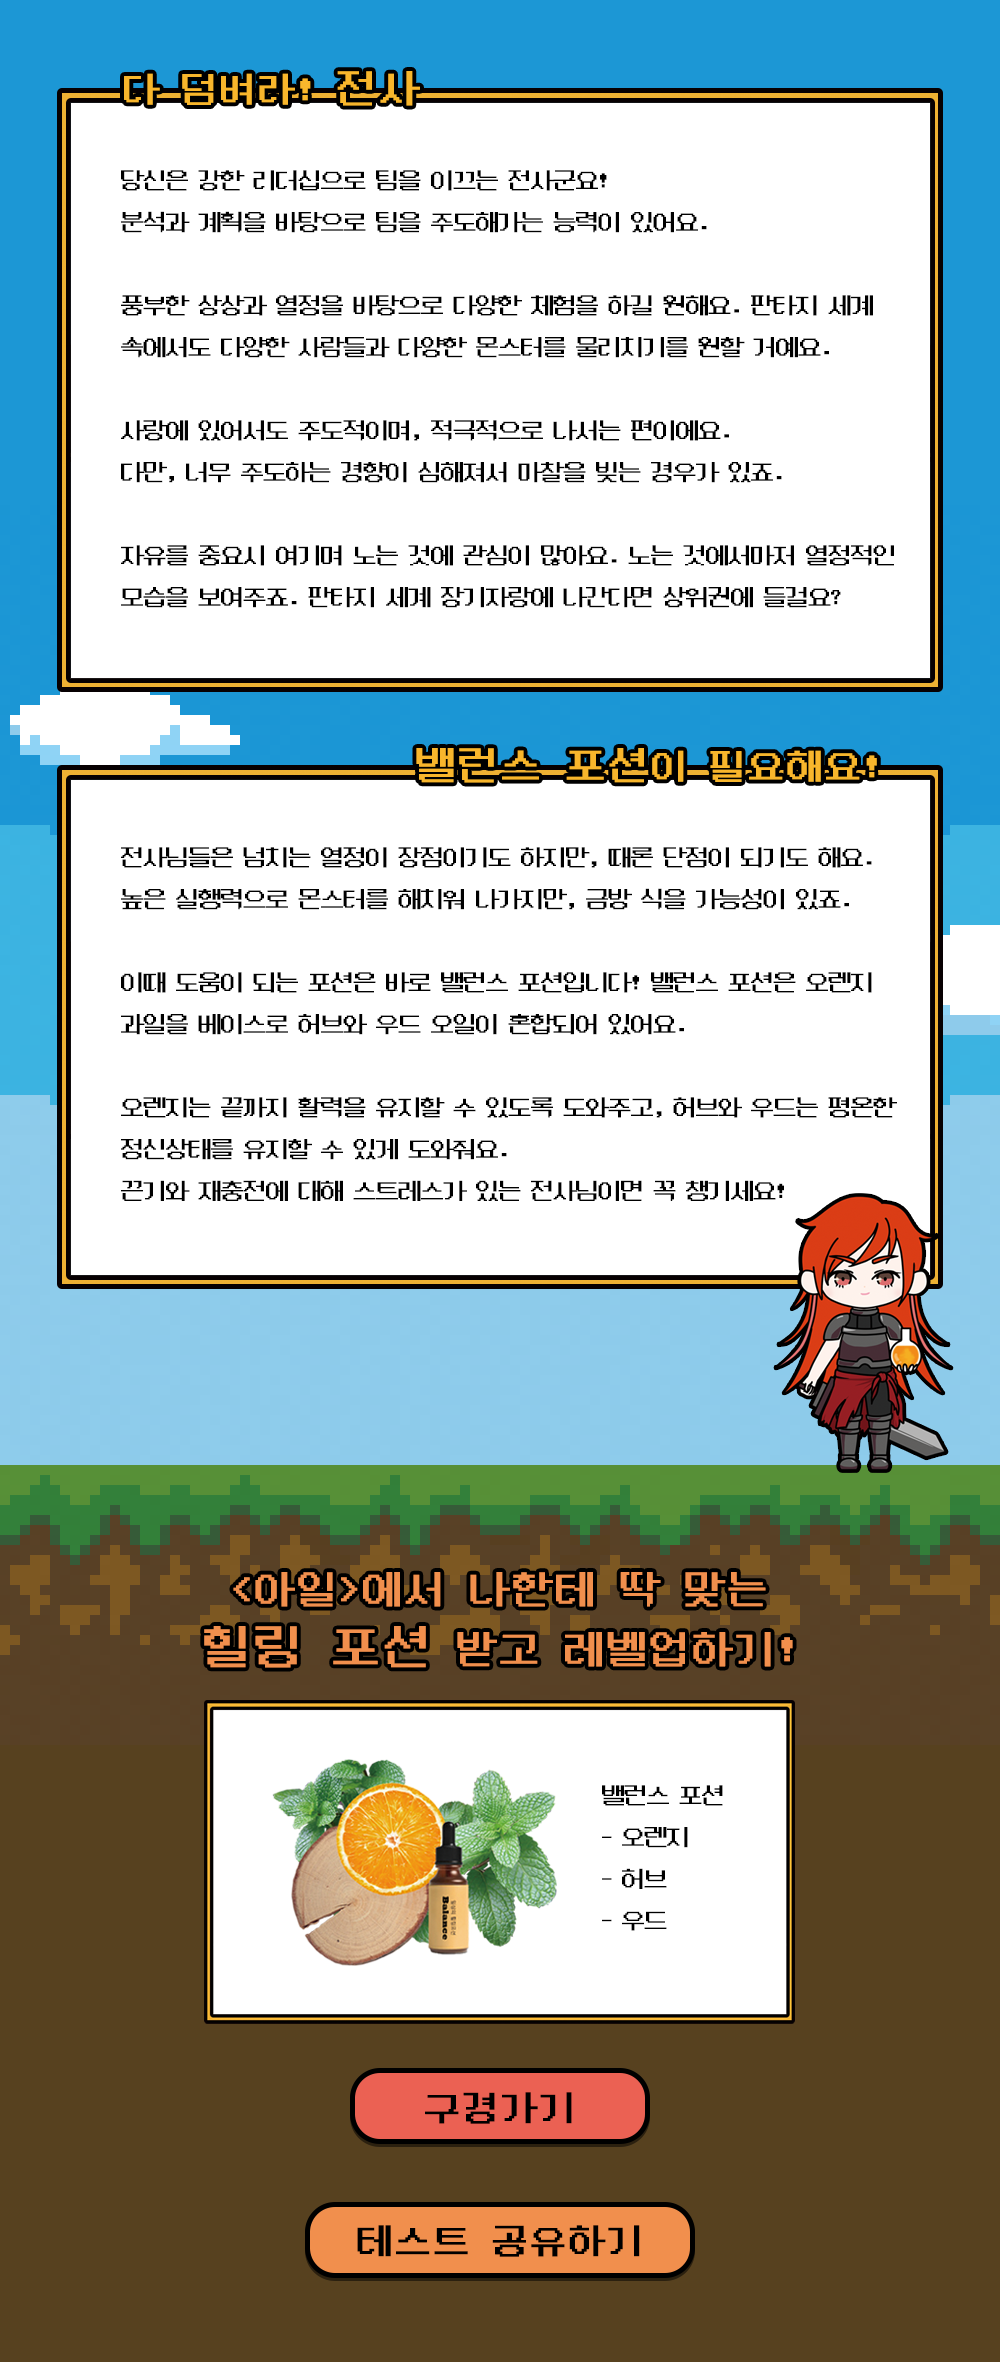 다 덤벼라! 전사
당신은 강한 리더십으로 팀을 이끄는 전사군요!
분석과 계획을 바탕으로 팀을 주도해가는 능력이 있어요.
풍부한 상상과 열정을 바탕으로 다양한 체험을 하길 원해요. 판타지 세계
속에서도 다양한 사람들과 다양한 몬스터를 물리치기를 원할 거예요.
사랑에 있어서도 주도적이며, 적극적으로 나서는 편이에요.
다만, 너무 주도하는 경향이 심해져서 마찰을 빚는 경우가 있죠.
자유를 중요시 여기며 노는 것에 관심이 많아요. 노는 것에서마저 열정적인
모습을 보여주죠. 판타지 세계 장기자랑에 나간다면 상위권에 들걸요?
밸런스 포션이 필요해요!
전사님들은 넘치는 열정이 장점이기도 하지만, 때론 단점이 되기도 해요.
높은 실행력으로 몬스터를 해치워 나가지만, 금방 식을 가능성이 있죠.
이때 도움이 되는 포션은 바로 밸런스 포션입니다! 밸런스 포션은 오렌지
과일을 베이스로 허브와 우드 오일이 혼합되어 있어요.
오렌지는 끝까지 활력을 유지할 수 있도록 도와주고, 허브와 우드는 평온한
정신상태를 유지할 수 있게 도와줘요.
끈기와 재충전에 대해 스트레스가 있는 전사님이면 꼭 챙기세요!
<아일>에서 나한테 딱 맞는
힐링 포션 받고 레벨업하기!
밸런스 포션
- 오렌지
- 허브
- 우드
Balance
구경가기
테스트 공유하기